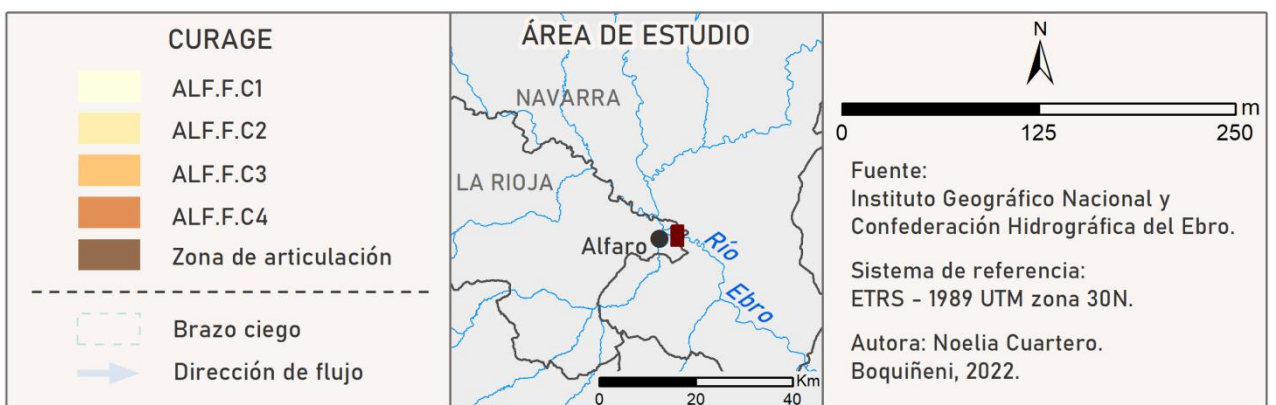 CURAGE
ALF.F.C1
ALF.F.C2
ALF.F.C3
ALF.F.C4
Zona de articulación
Brazo ciego
Dirección de flujo
ÁREA DE ESTUDIO
NAVARRA
LA RIOJA
Alfaro
Río
Ebro
Km
0 20 40
N
m
0 125 250
Fuente:
Instituto Geográfico Nacional y
Confederación Hidrográfica del Ebro.
Sistema de referencia:
ETRS - 1989 UTM zona 30N.
Autora: Noelia Cuartero.
Boquiñeni, 2022.